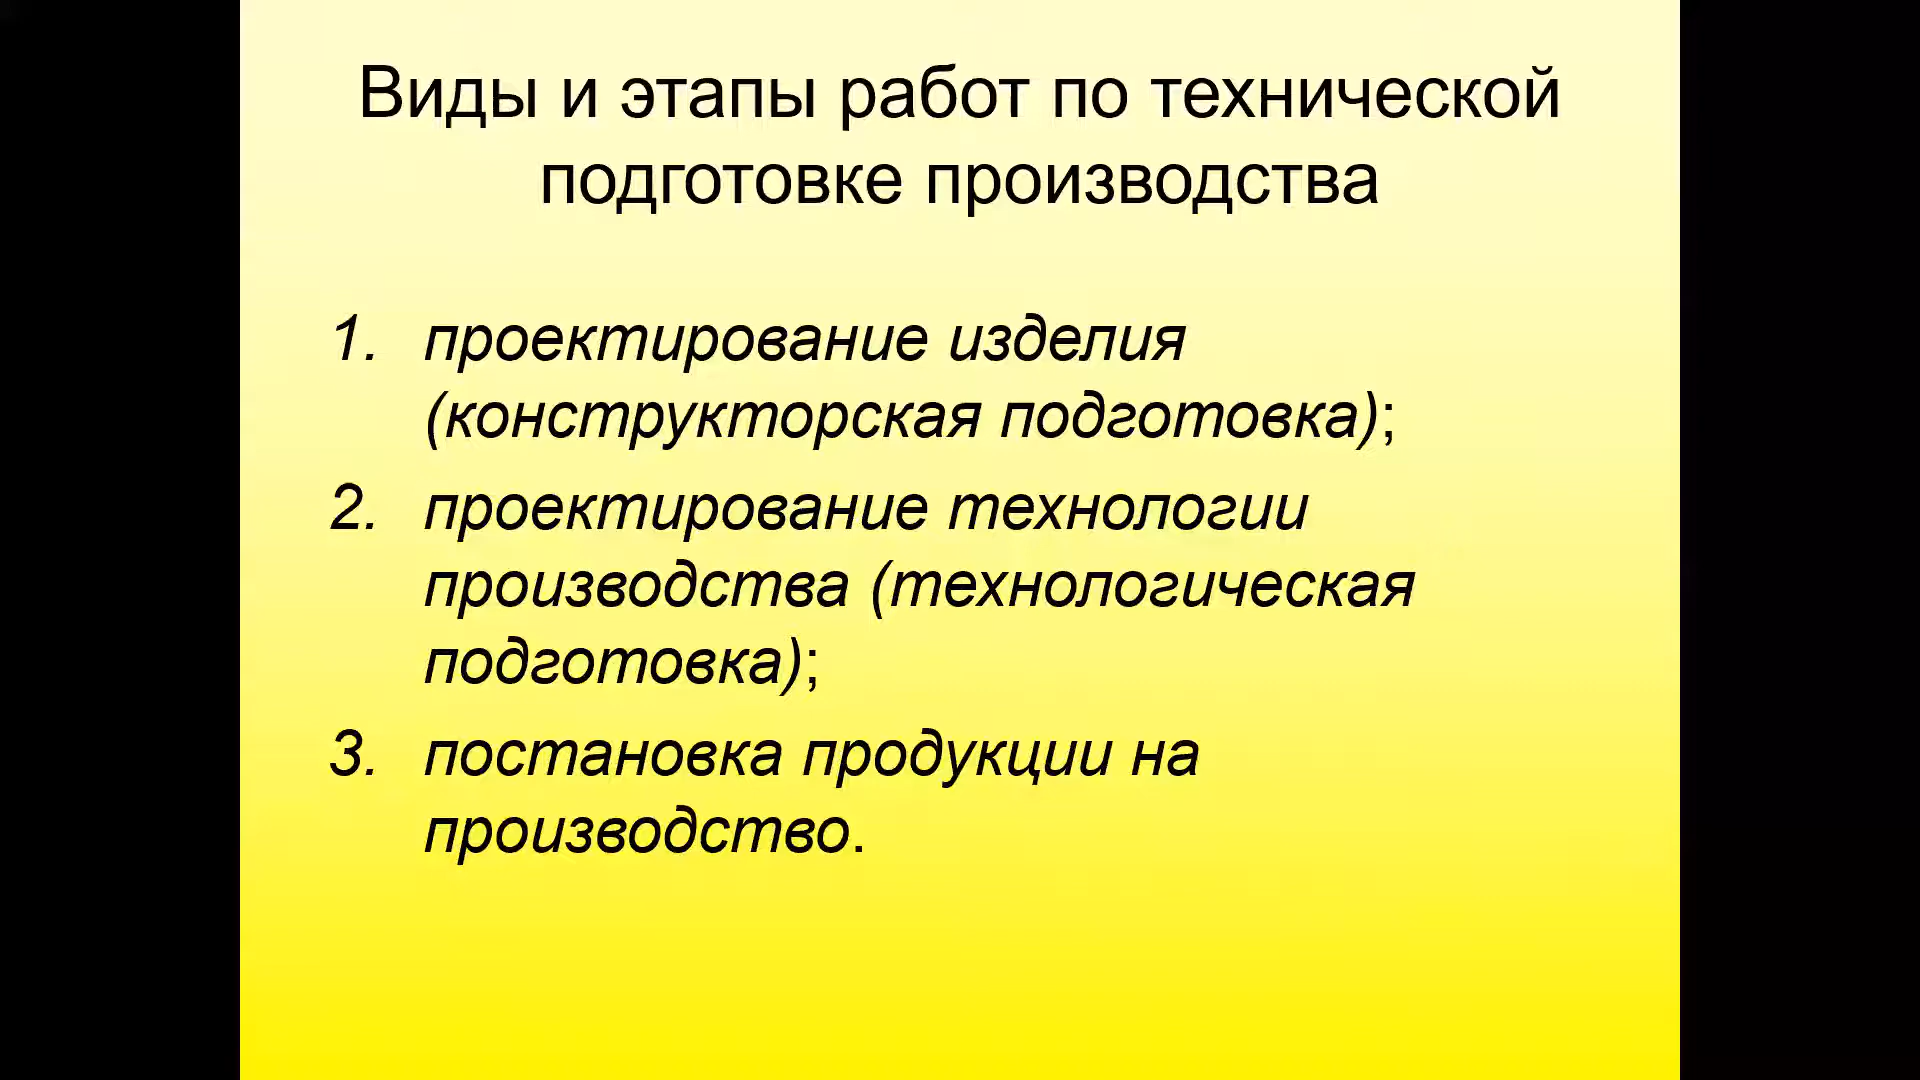 Виды и этапы работ по технической
подготовке производства
1. проектирование изделия
(конструкторская подготовка);
2. проектирование технологии
производства (технологическая
подготовка);
3. постановка продукции на
производство.